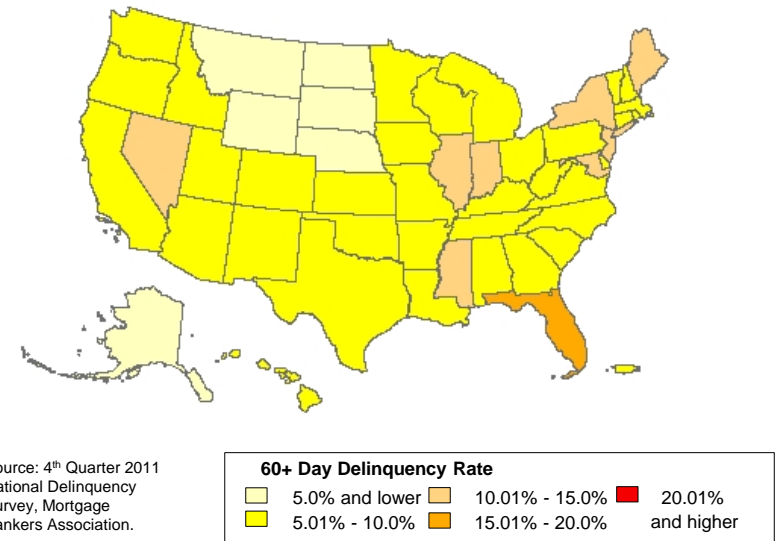 ource: 4th Quarter 2011
ational Delinquency
urvey, Mortgage
ankers Association.
60+ Day Delinquency Rate
5.0% and lower 10.01% - 15.0% 20.01%
5.01% - 10.0% 15.01% - 20.0% and higher